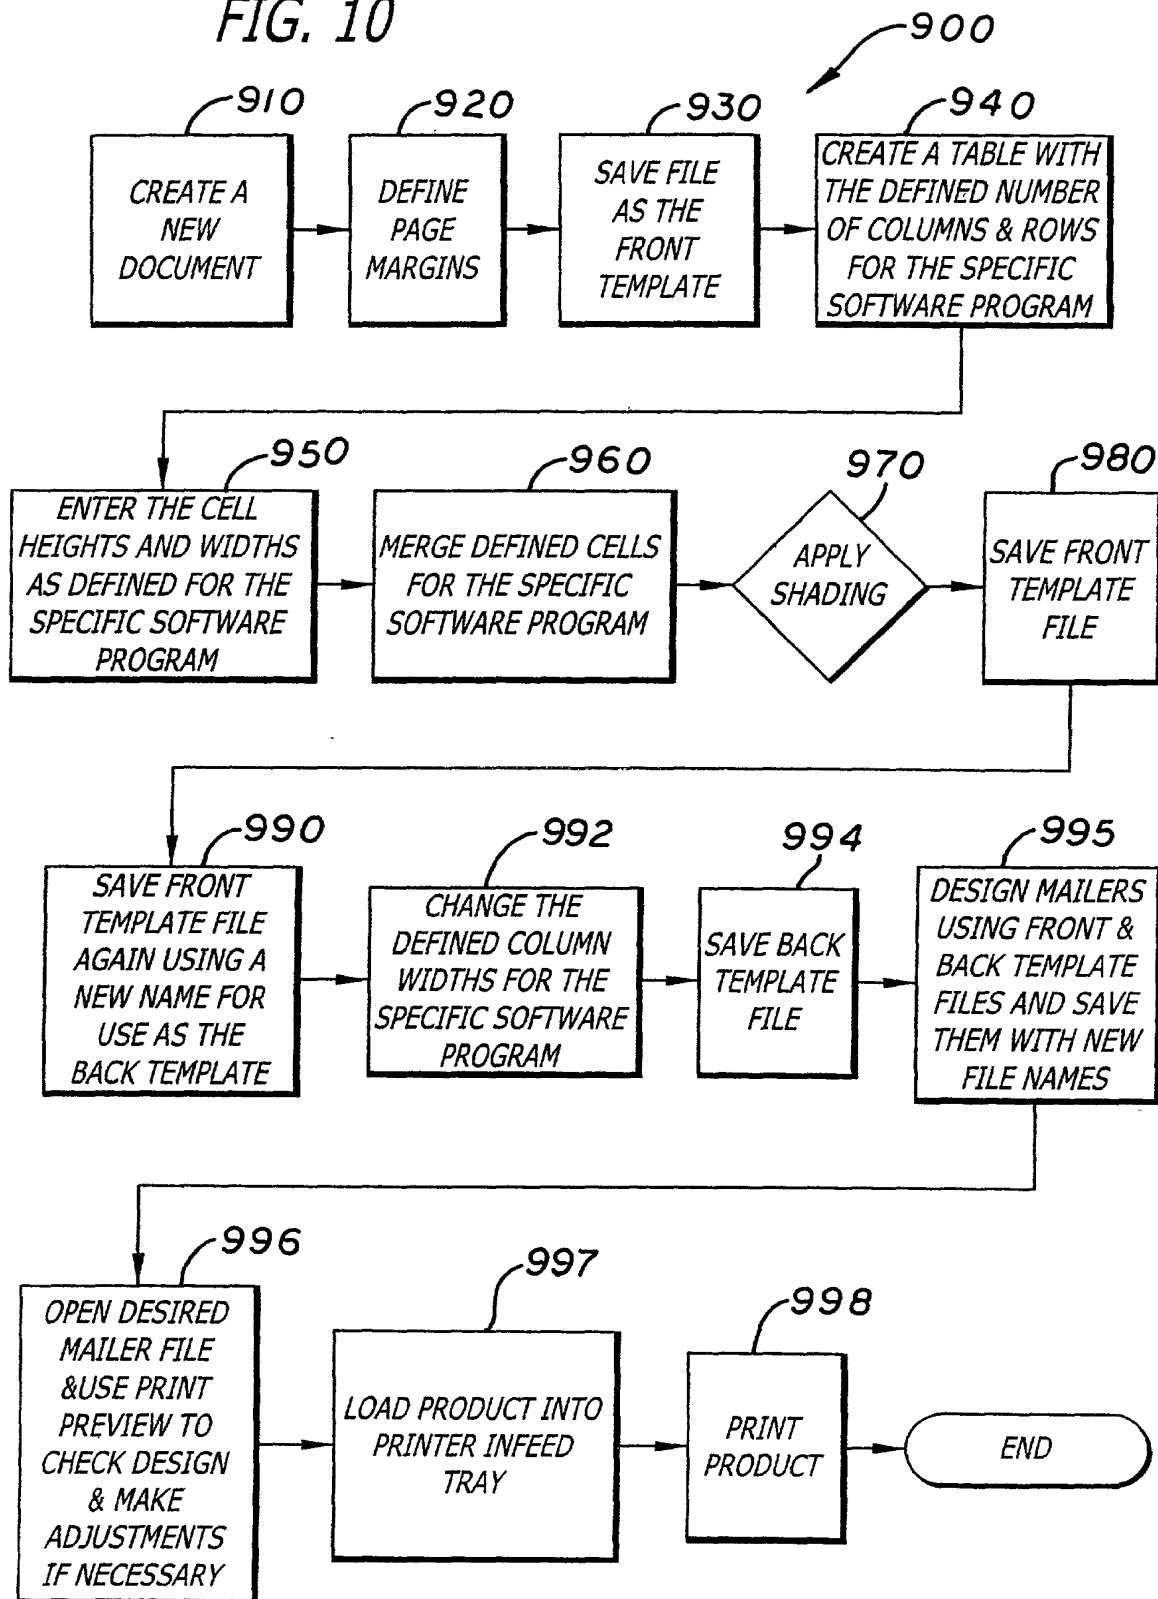 FIG. 10
900
910
920
930
940
CREATE A
NEW
DOCUMENT
DEFINE
PAGE
MARGINS
SAVE FILE
AS THE
FRONT
TEMPLATE
CREATE A TABLE WITH
THE DEFINED NUMBER
OF COLUMNS & ROWS
FOR THE SPECIFIC
SOFTWARE PROGRAM
950
960
970
980
ENTER THE CELL
HEIGHTS AND WIDTHS
AS DEFINED FOR THE
SPECIFIC SOFTWARE
PROGRAM
MERGE DEFINED CELLS
FOR THE SPECIFIC
SOFTWARE PROGRAM
APPLY
SHADING
SAVE FRONT
TEMPLATE
FILE
990
992
994
995
SAVE FRONT
TEMPLATE FILE
AGAIN USING A
NEW NAME FOR
USE AS THE
BACK TEMPLATE
CHANGE THE
DEFINED COLUMN
WIDTHS FOR THE
SPECIFIC SOFTWARE
PROGRAM
SAVE BACK
TEMPLATE
FILE
DESIGN MAILERS
USING FRONT &
BACK TEMPLATE
FILES AND SAVE
THEM WITH NEW
FILE NAMES
996
997
998
OPEN DESIRED
MAILER FILE
&USE PRINT
PREVIEW TO
CHECK DESIGN
& MAKE
ADJUSTMENTS
IF NECESSARY
LOAD PRODUCT INTO
PRINTER INFEED
TRAY
PRINT
PRODUCT
END